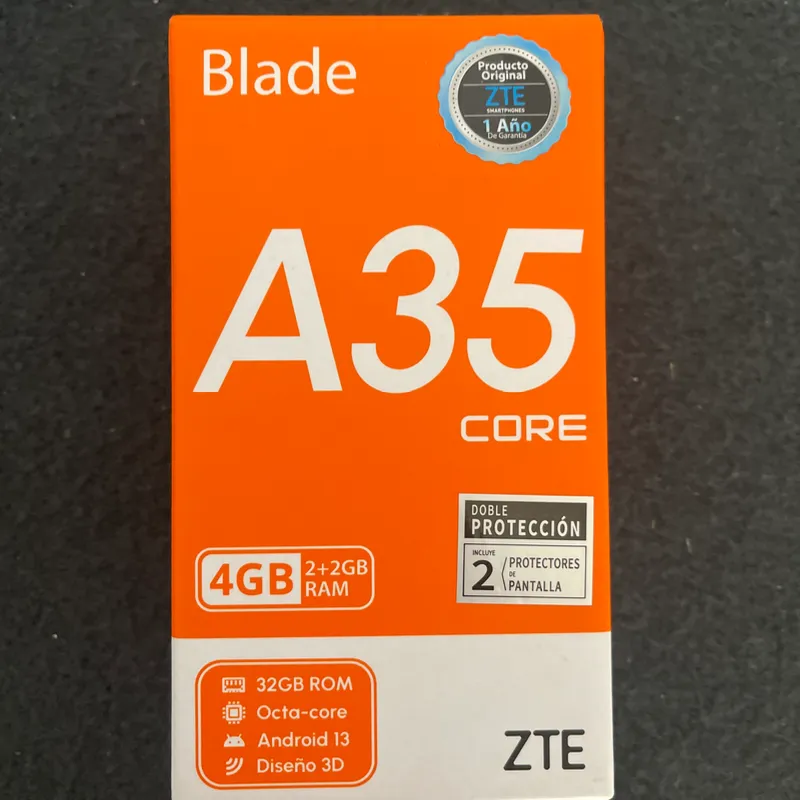 Blade
Producto
Original
ZTE
SMARTPHONES
1 Año
De Garantía
A35
CORE
DOBLE
PROTECCIÓN
INCLUYE
2
PROTECTORES
DE
PANTALLA
4GB
2+2GB
RAM
32GB ROM
Octa-core
Android 13
Diseño 3D
ZTE